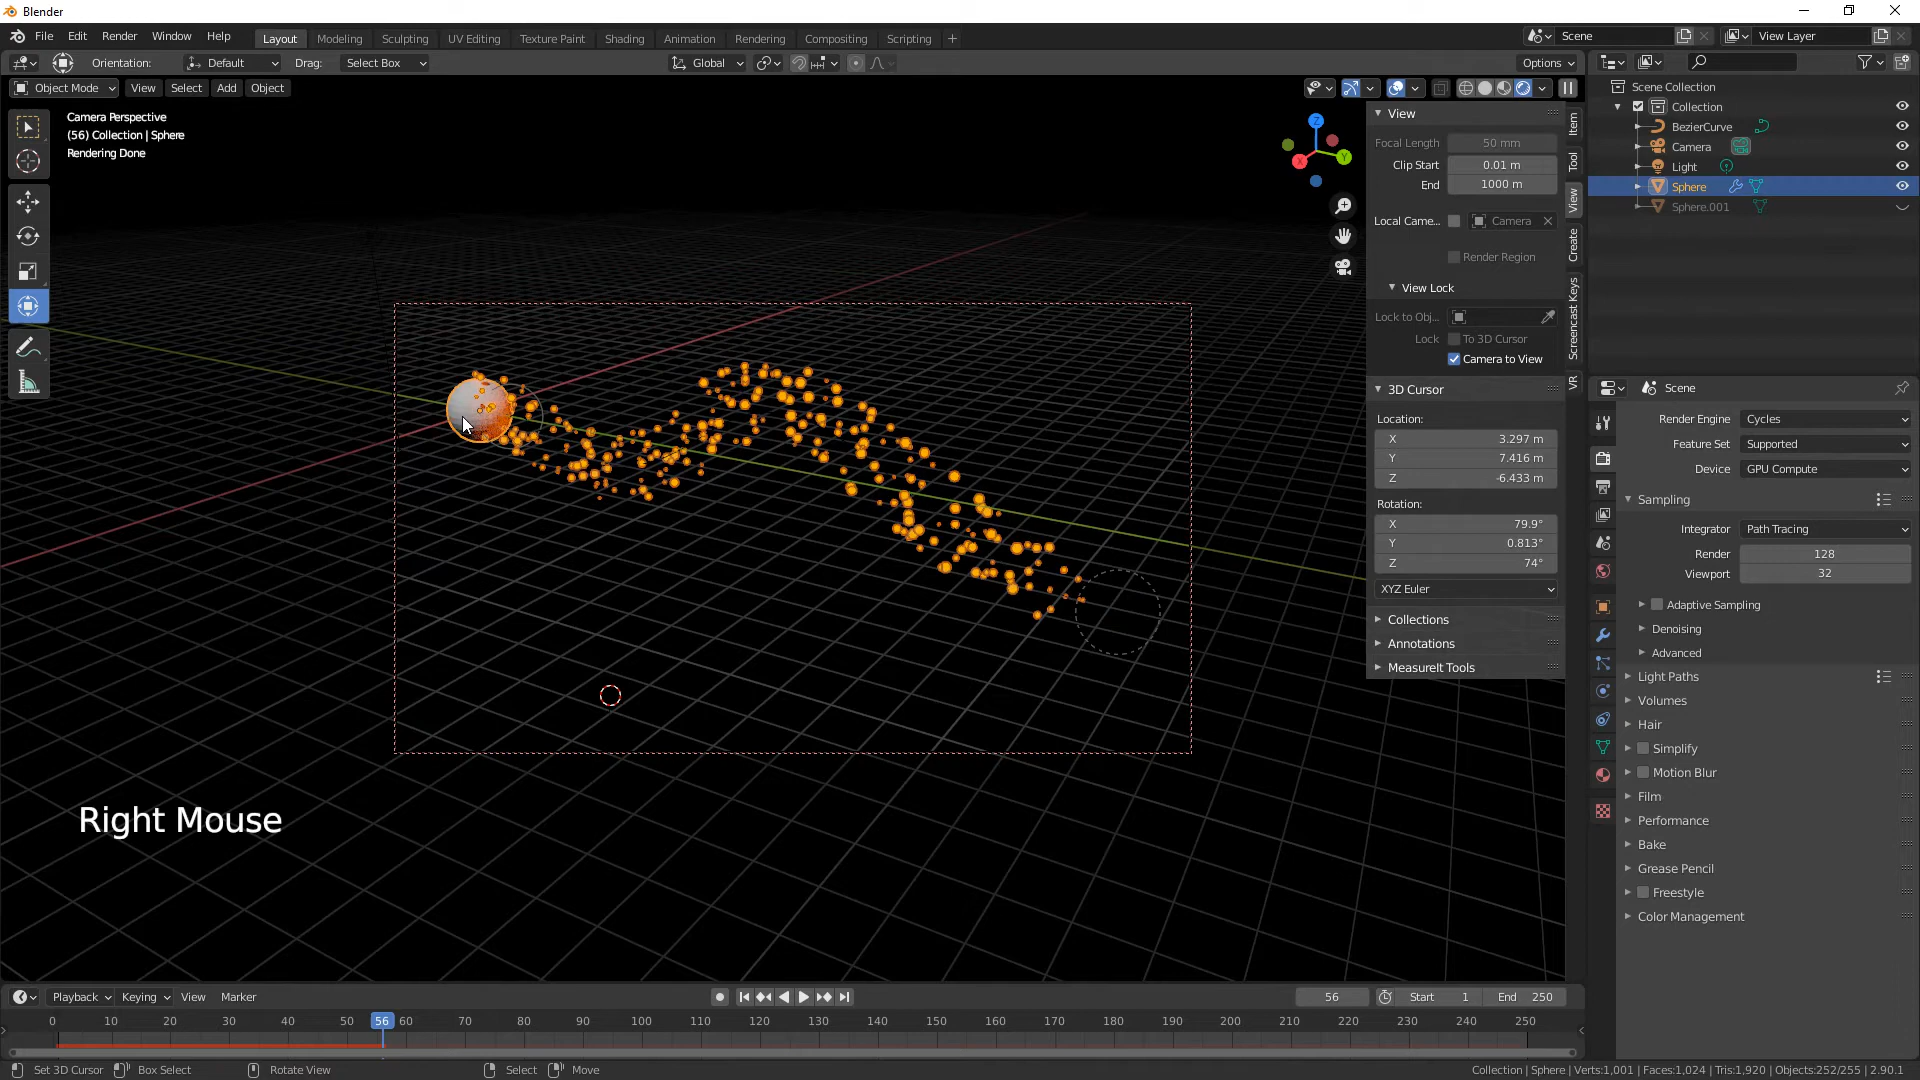 Blender
File Edit Render Window Help
Layout Modeling Sculpting UV Editing Texture Paint Shading Animation Rendering Compositing Scripting +
Scene
View Layer
Orientation: Default Drag: Select Box
Global
Options
Object Mode View Select Add Object
Camera Perspective
(56) Collection | Sphere
Rendering Done
Z
Y
X
View
Focal Length 50 mm
Clip Start 0.01 m
End 1000 m
Local Came... Camera
Render Region
View Lock
Lock to Obj...
Lock To 3D Cursor
Camera to View
3D Cursor
Location:
X 3.297 m
Y 7.416 m
Z -6.433 m
Rotation:
X 79.9°
Y 0.813°
Z 74°
XYZ Euler
Collections
Annotations
MeasureIt Tools
Item
Tool
View
Create
Screencast Keys
VR
Scene Collection
Collection
BezierCurve
Camera
Light
Sphere
Sphere.001
Scene
Render Engine Cycles
Feature Set Supported
Device GPU Compute
Sampling
Integrator Path Tracing
Render 128
Viewport 32
Adaptive Sampling
Denoising
Advanced
Light Paths
Volumes
Hair
Simplify
Motion Blur
Film
Performance
Bake
Grease Pencil
Freestyle
Color Management
Right Mouse
Playback Keying View Marker
56 Start 1 End 250
0 10 20 30 40 50 56 60 70 80 90 100 110 120 130 140 150 160 170 180 190 200 210 220 230 240 250
Set 3D Cursor Box Select Rotate View Select Move
Collection | Sphere | Verts:1,001 | Faces:1,024 | Tris:1,920 | Objects:252/255 | 2.90.1